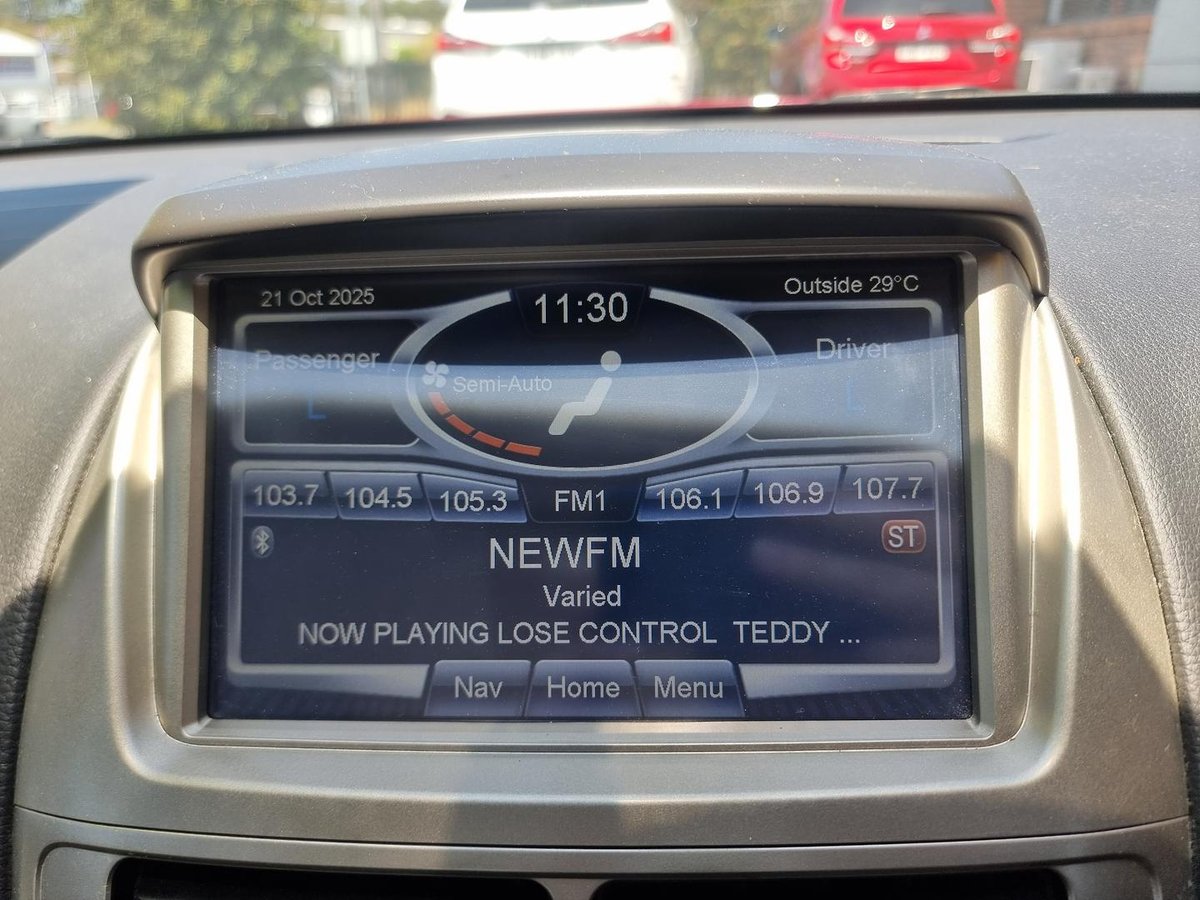 21 Oct 2025
11:30
Outside 29°C
Passenger
Driver
Semi-Auto
L
L
103.7 104.5 105.3 FM1 106.1 106.9 107.7
ST
NEWFM
Varied
NOW PLAYING LOSE CONTROL TEDDY ...
Nav Home Menu